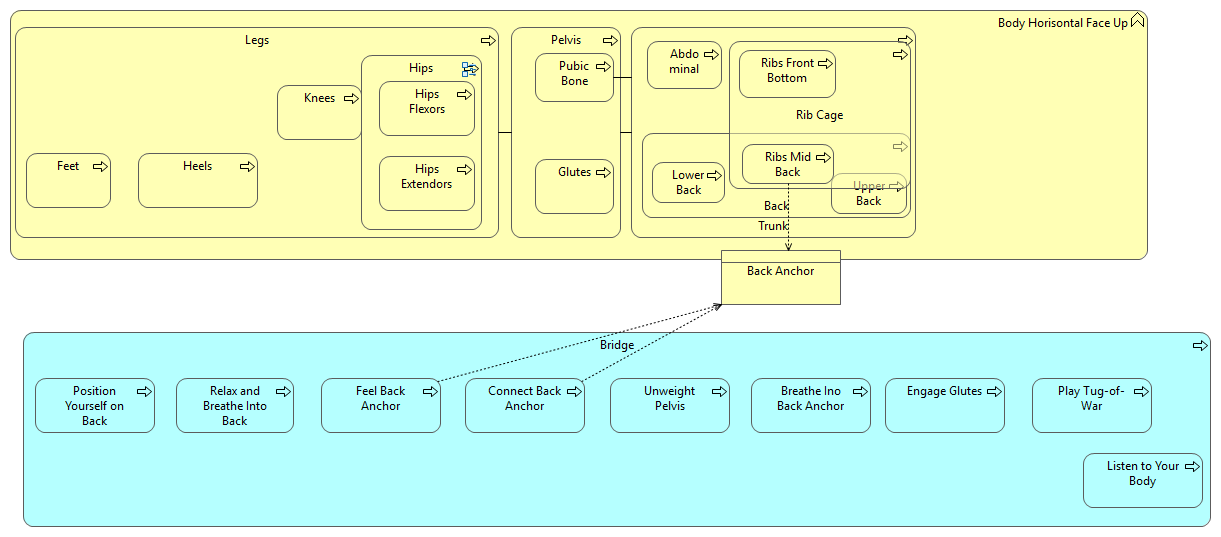 Body Horisontal Face Up
Legs
Pelvis
Hips
Knees
Hips
Flexors
Feet
Heels
Hips
Extendors
Pubic
Bone
Glutes
Abdo
minal
Ribs Front
Bottom
Rib Cage
Ribs Mid
Back
Lower
Back
Upper
Back
Back
Trunk
Back Anchor
Bridge
Position
Yourself on
Back
Relax and
Breathe Into
Back
Feel Back
Anchor
Connect Back
Anchor
Unweight
Pelvis
Breathe Ino
Back Anchor
Engage Glutes
Play Tug-of-
War
Listen to Your
Body